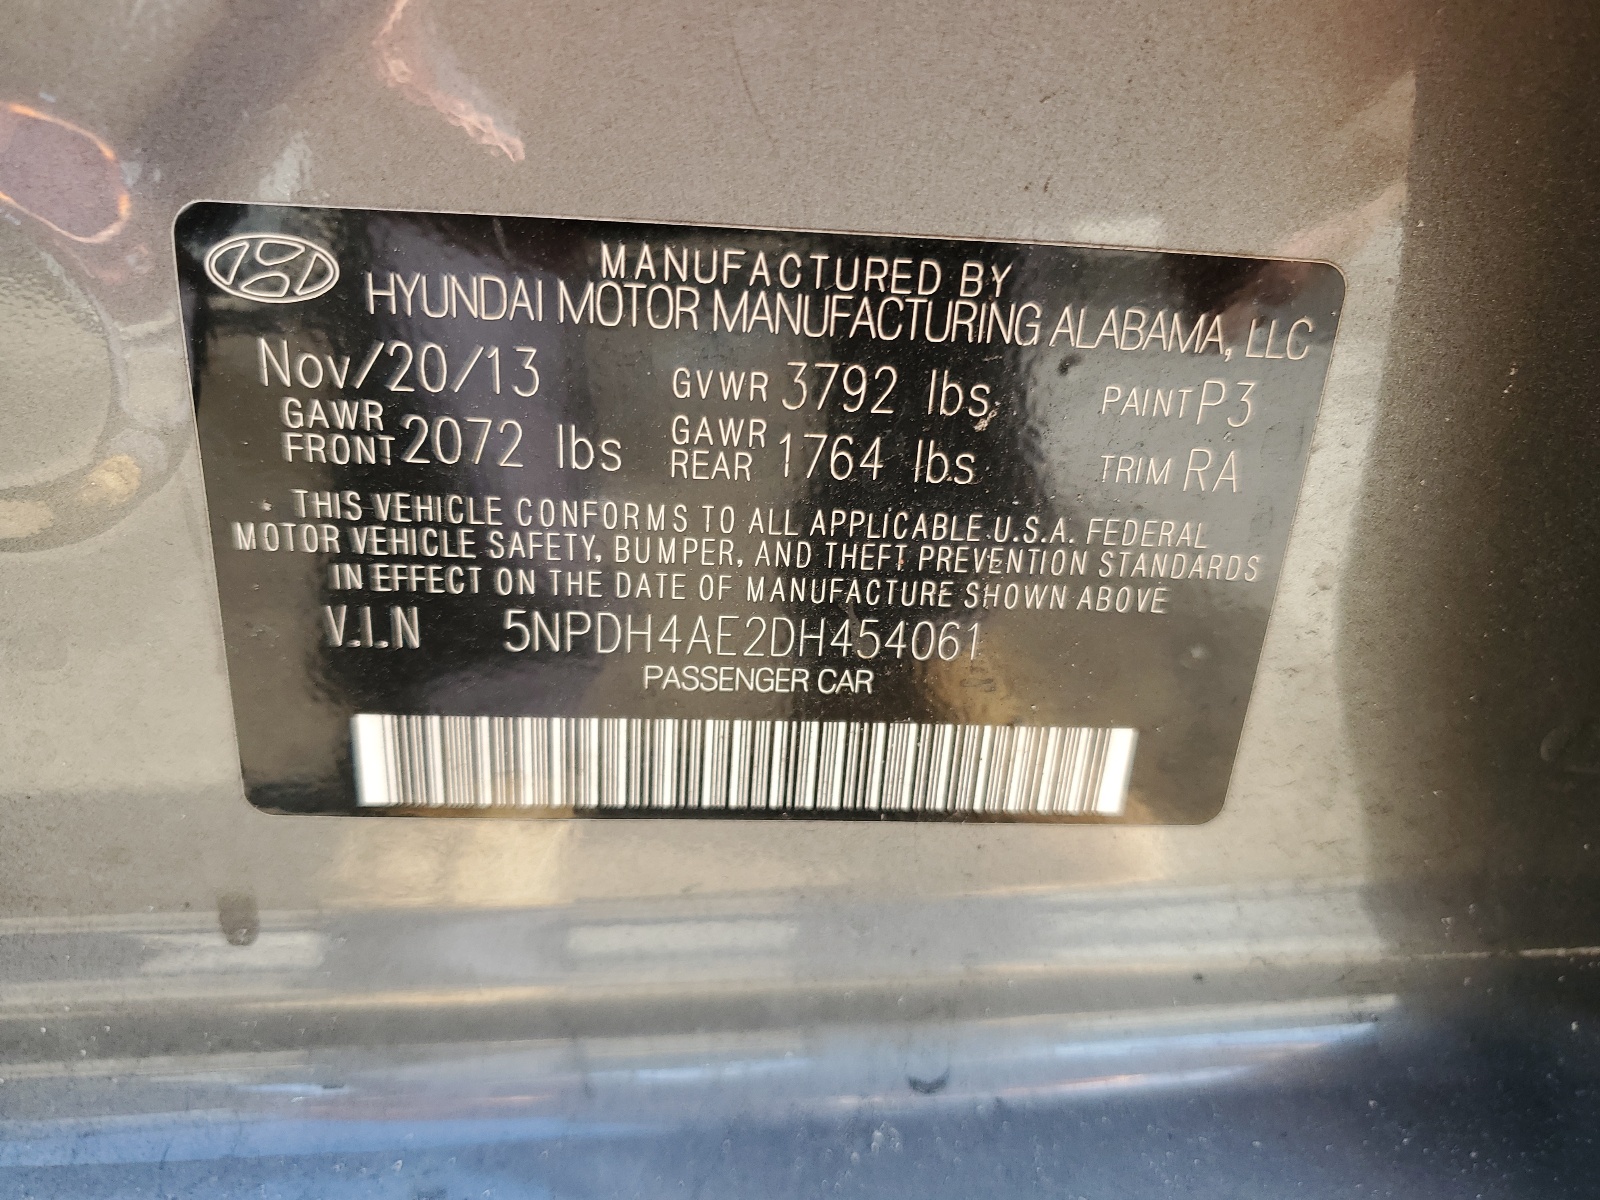 MANUFACTURED BY
HYUNDAI MOTOR MANUFACTURING ALABAMA, LLC
Nov/20/13 GVWR 3792 lbs PAINT P3
GAWR FRONT 2072 lbs GAWR REAR 1764 lbs TRIM RA
THIS VEHICLE CONFORMS TO ALL APPLICABLE U.S.A. FEDERAL
MOTOR VEHICLE SAFETY, BUMPER, AND THEFT PREVENTION STANDARDS
IN EFFECT ON THE DATE OF MANUFACTURE SHOWN ABOVE
V.I.N 5NPDH4AE2DH454061
PASSENGER CAR